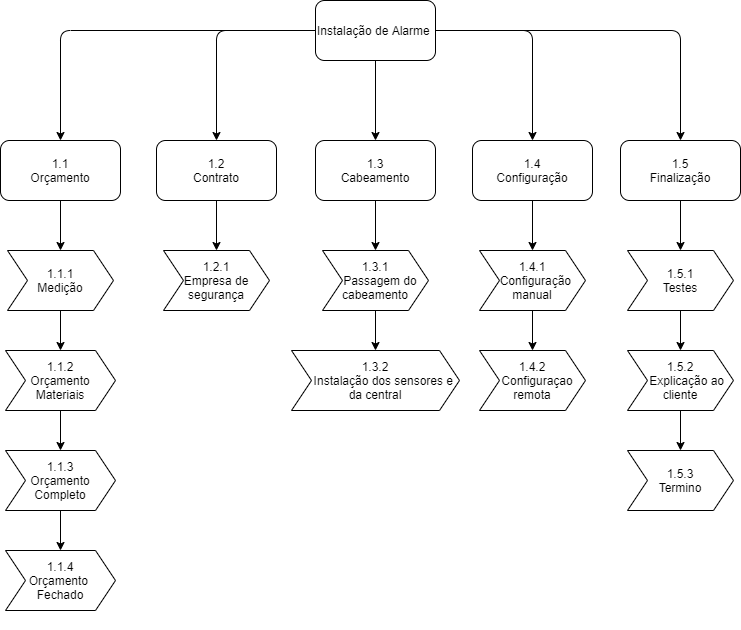 Instalação de Alarme
1.1
Orçamento
1.2
Contrato
1.3
Cabeamento
1.4
Configuração
1.5
Finalização
1.1.1
Medição
1.2.1
Empresa de
segurança
1.3.1
Passagem do
cabeamento
1.4.1
Configuração
manual
1.5.1
Testes
1.1.2
Orçamento
Materiais
1.3.2
Instalação dos sensores e
da central
1.4.2
Configuraçao
remota
1.5.2
Explicação ao
cliente
1.1.3
Orçamento
Completo
1.5.3
Termino
1.1.4
Orçamento
Fechado